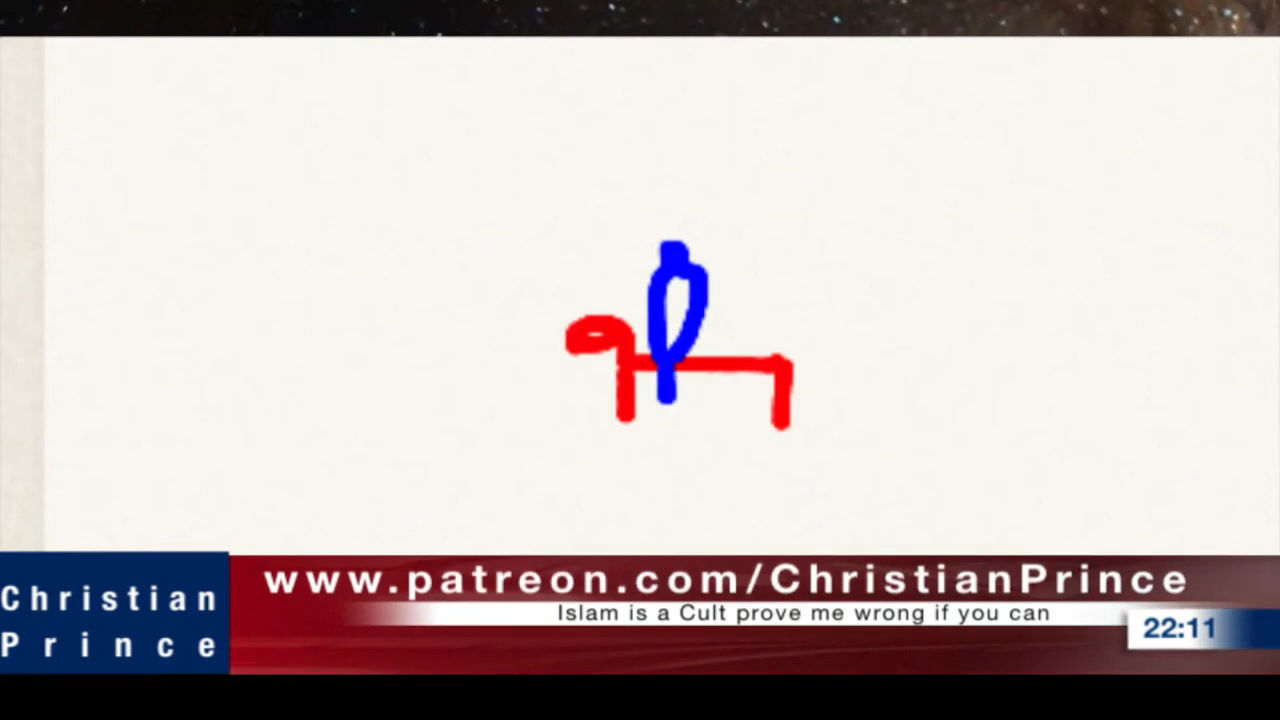 Christian
Prince
www.patreon.com/ChristianPrince
Islam is a Cult prove me wrong if you can
22:11